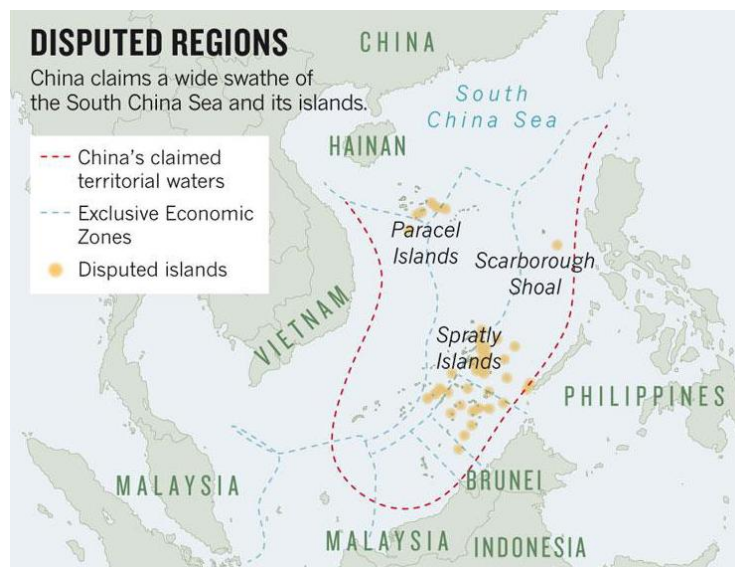 DISPUTED REGIONS
China claims a wide swathe of
the South China Sea and its islands.
China's claimed
territorial waters
Exclusive Economic
Zones
Disputed islands
CHINA
South
China Sea
HAINAN
Paracel
Islands
Scarborough
Shoal
VIETNAM
Spratly
Islands
PHILIPPINES
MALAYSIA
BRUNEI
MALAYSIA
INDONESIA